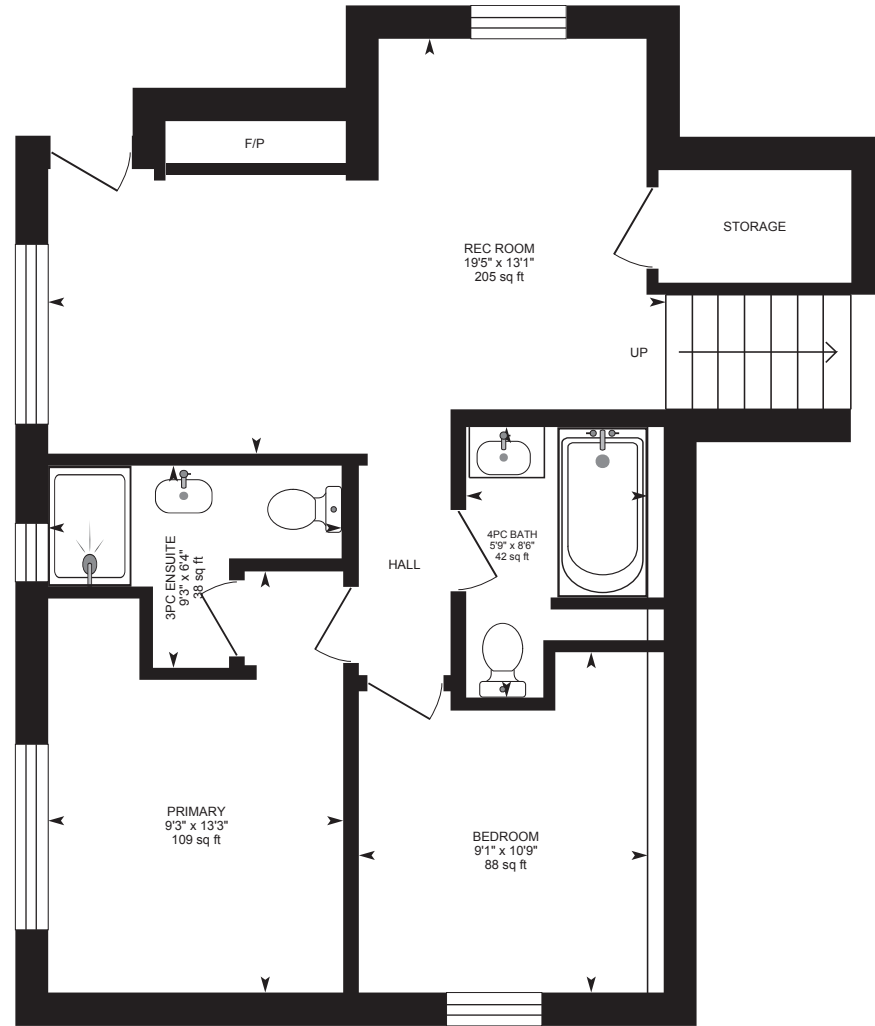 F/P
STORAGE
REC ROOM
19'5" x 13'1"
205 sq ft
UP
3PC ENSUITE
9'3" x 6'4"
38 sq ft
HALL
4PC BATH
5'9" x 8'6"
42 sq ft
PRIMARY
9'3" x 13'3"
109 sq ft
BEDROOM
9'1" x 10'9"
88 sq ft